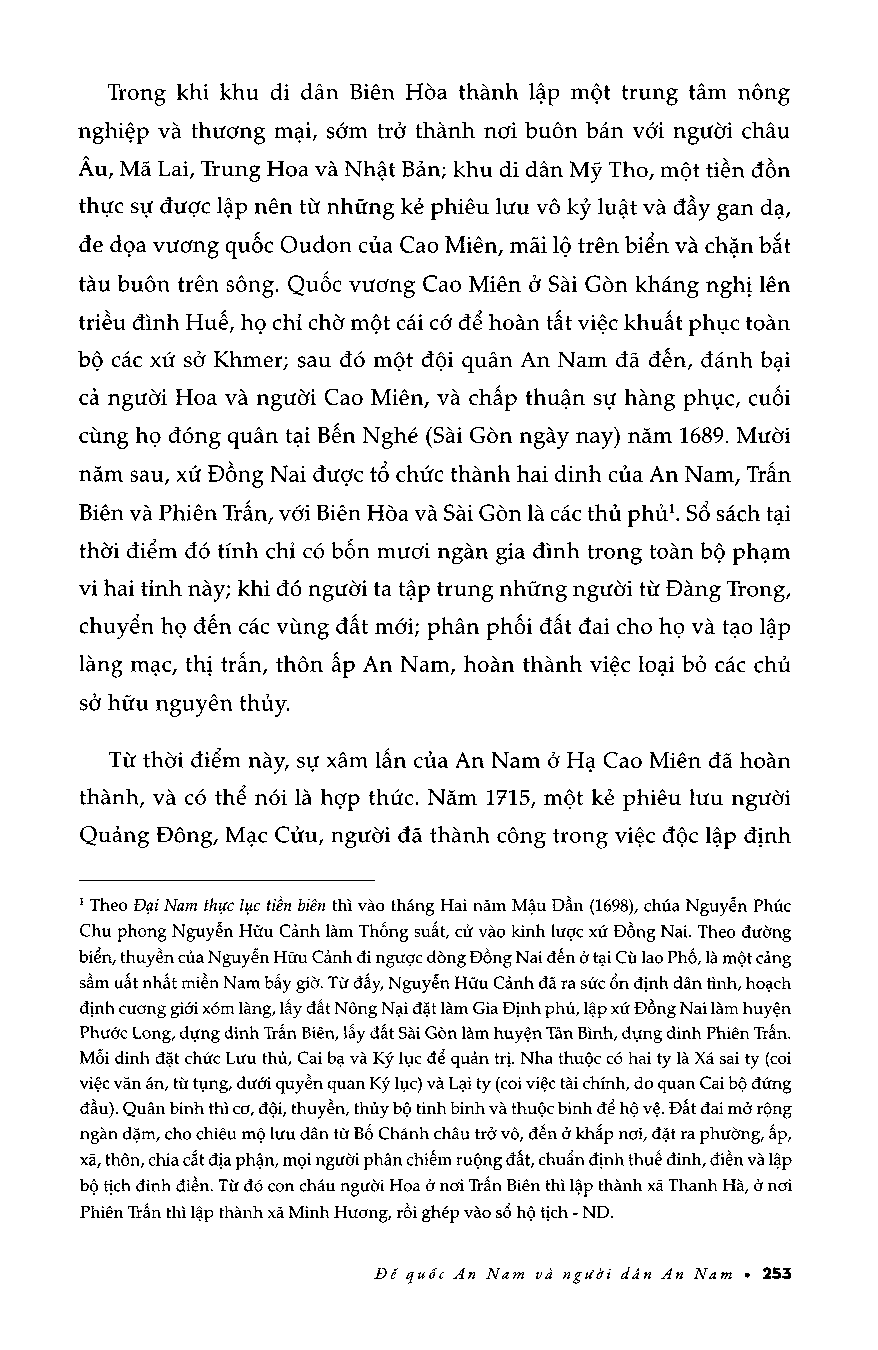 Trong khi khu di dân Biên Hòa thành lập một trung tâm nông
nghiệp và thương mại, sớm trở thành nơi buôn bán với người châu
Âu, Mã Lai, Trung Hoa và Nhật Bản; khu di dân Mỹ Tho, một tiền đồn
thực sự được lập nên từ những kẻ phiêu lưu vô kỷ luật và đầy gan dạ,
đe dọa vương quốc Oudon của Cao Miên, mãi lộ trên biển và chặn bắt
tàu buôn trên sông. Quốc vương Cao Miên ở Sài Gòn kháng nghị lên
triều đình Huế, họ chỉ chờ một cái cớ để hoàn tất việc khuất phục toàn
bộ các xứ sở Khmer; sau đó một đội quân An Nam đã đến, đánh bại
cả người Hoa và người Cao Miên, và chấp thuận sự hàng phục, cuối
cùng họ đóng quân tại Bến Nghé (Sài Gòn ngày nay) năm 1689. Mười
năm sau, xứ Đồng Nai được tổ chức thành hai dinh của An Nam, Trấn
Biên và Phiên Trấn, với Biên Hòa và Sài Gòn là các thủ phủ¹. Sổ sách tại
thời điểm đó tính chỉ có bốn mươi ngàn gia đình trong toàn bộ phạm
vi hai tỉnh này; khi đó người ta tập trung những người từ Đàng Trong,
chuyển họ đến các vùng đất mới; phân phối đất đai cho họ và tạo lập
làng mạc, thị trấn, thôn ấp An Nam, hoàn thành việc loại bỏ các chủ
sở hữu nguyên thủy.
Từ thời điểm này, sự xâm lấn của An Nam ở Hạ Cao Miên đã hoàn
thành, và có thể nói là hợp thức. Năm 1715, một kẻ phiêu lưu người
Quảng Đông, Mạc Cửu, người đã thành công trong việc độc lập định
¹ Theo Đại Nam thực lục tiền biên thì vào tháng Hai năm Mậu Dần (1698), chúa Nguyễn Phúc
Chu phong Nguyễn Hữu Cảnh làm Thống suất, cử vào kinh lược xứ Đồng Nai. Theo đường
biển, thuyền của Nguyễn Hữu Cảnh đi ngược dòng Đồng Nai đến ở tại Cù lao Phố, là một cảng
sầm uất nhất miền Nam bấy giờ. Từ đấy, Nguyễn Hữu Cảnh đã ra sức ổn định dân tình, hoạch
định cương giới xóm làng, lấy đất Nông Nại đặt làm Gia Định phủ, lập xứ Đồng Nai làm huyện
Phước Long, dựng dinh Trấn Biên, lấy đất Sài Gòn làm huyện Tân Bình, dựng dinh Phiên Trấn.
Mỗi dinh đặt chức Lưu thủ, Cai bạ và Ký lục để quản trị. Nha thuộc có hai ty là Xá sai ty (coi
việc văn án, từ tụng, dưới quyền quan Ký lục) và Lại ty (coi việc tài chính, do quan Cai bộ đứng
đầu). Quân binh thì cơ, đội, thuyền, thủy bộ tinh binh và thuộc binh để hộ vệ. Đất đai mở rộng
ngàn dặm, cho chiêu mộ lưu dân từ Bố Chánh châu trở vô, đến ở khắp nơi, đặt ra phường, ấp,
xã, thôn, chia cắt địa phận, mọi người phân chiếm ruộng đất, chuẩn định thuế đinh, điền và lập
bộ tịch đinh điền. Từ đó con cháu người Hoa ở nơi Trấn Biên thì lập thành xã Thanh Hà, ở nơi
Phiên Trấn thì lập thành xã Minh Hương, rồi ghép vào sổ hộ tịch - ND.
Đế quốc An Nam và người dân An Nam • 253